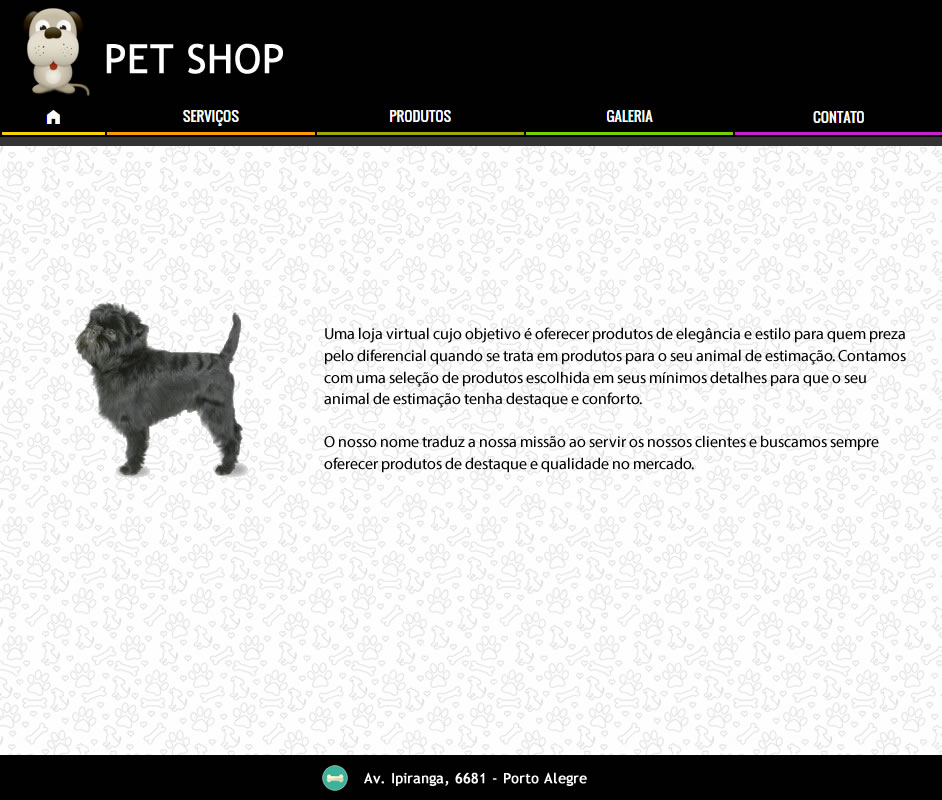 PET SHOP
SERVIÇOS
PRODUTOS
GALERIA
CONTATO
Uma loja virtual cujo objetivo é oferecer produtos de elegância e estilo para quem preza
pelo diferencial quando se trata em produtos para o seu animal de estimação. Contamos
com uma seleção de produtos escolhida em seus mínimos detalhes para que o seu
animal de estimação tenha destaque e conforto.
O nosso nome traduz a nossa missão ao servir os nossos clientes e buscamos sempre
oferecer produtos de destaque e qualidade no mercado.
Av. Ipiranga, 6681 - Porto Alegre